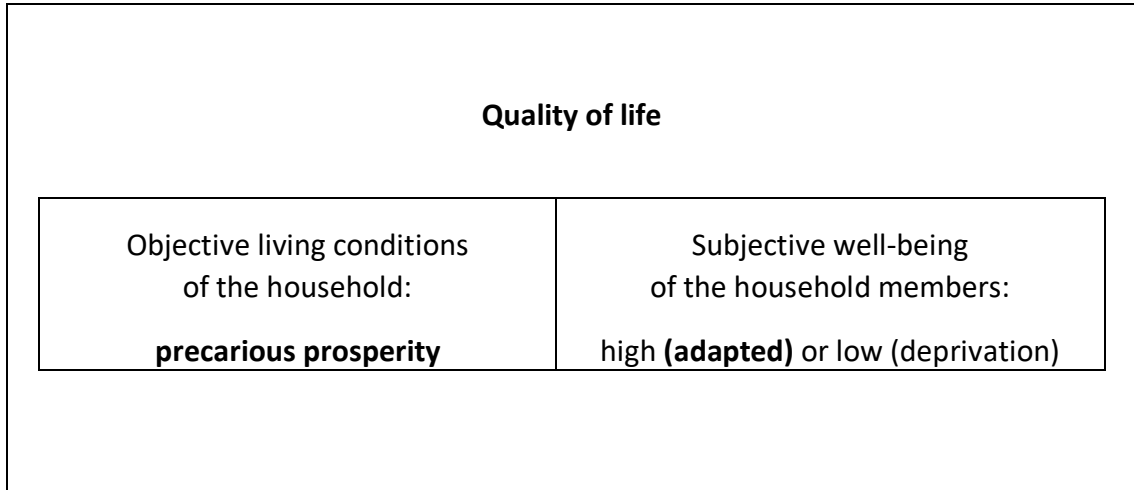 Quality of life
Objective living conditions
of the household:
precarious prosperity
Subjective well-being
of the household members:
high (adapted) or low (deprivation)